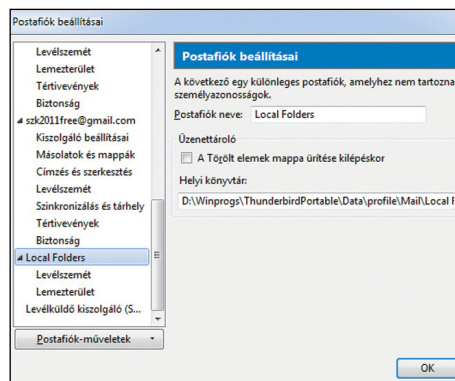 Postafiók beállításai
Levélszemét
Lemezterület
Tértivevények
Biztonság
szk2011free@gmail.com
Kiszolgáló beállításai
Másolatok és mappák
Címzés és szerkesztés
Levélszemét
Szinkronizálás és tárhely
Tértivevények
Biztonság
Local Folders
Levélszemét
Lemezterület
Levélküldő kiszolgáló (S...
Postafiók-műveletek
Postafiók beállításai
A következő egy különleges postafiók, amelyhez nem tartozna
személyazonosságok.
Postafiók neve: Local Folders
Üzenettároló
A Törölt elemek mappa ürítése kilépéskor
Helyi könyvtár:
D:\Winprogs\ThunderbirdPortable\Data\profile\Mail\Local F
OK